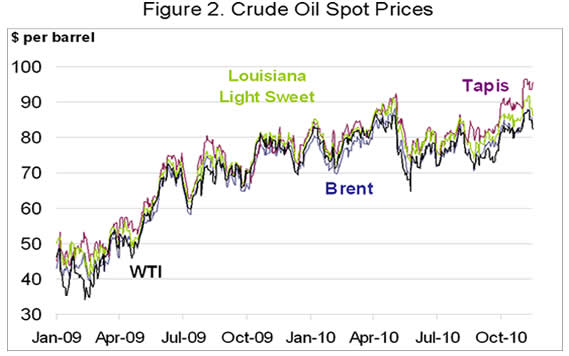 Figure 2. Crude Oil Spot Prices
$ per barrel
100
90
80
70
60
50
40
30
Louisiana
Light Sweet
Tapis
Brent
WTI
Jan-09 Apr-09 Jul-09 Oct-09 Jan-10 Apr-10 Jul-10 Oct-10